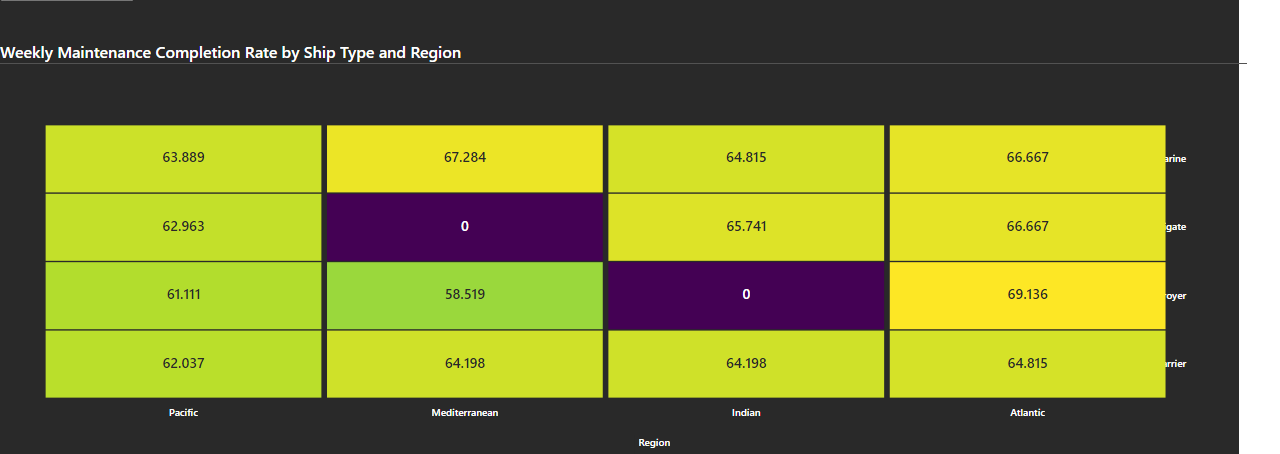 Weekly Maintenance Completion Rate by Ship Type and Region
63.889 67.284 64.815 66.667 arine
62.963 0 65.741 66.667 gate
61.111 58.519 0 69.136 royer
62.037 64.198 64.198 64.815 rrier
Pacific Mediterranean Indian Atlantic
Region